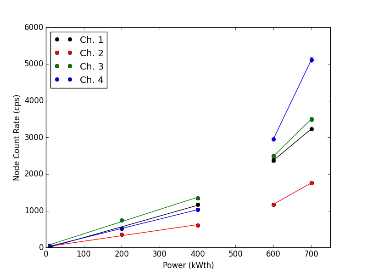 6000
5000
4000
3000
2000
1000
0
Node Count Rate (cps)
Ch. 1
Ch. 2
Ch. 3
Ch. 4
0 100 200 300 400 500 600 700
Power (kWth)